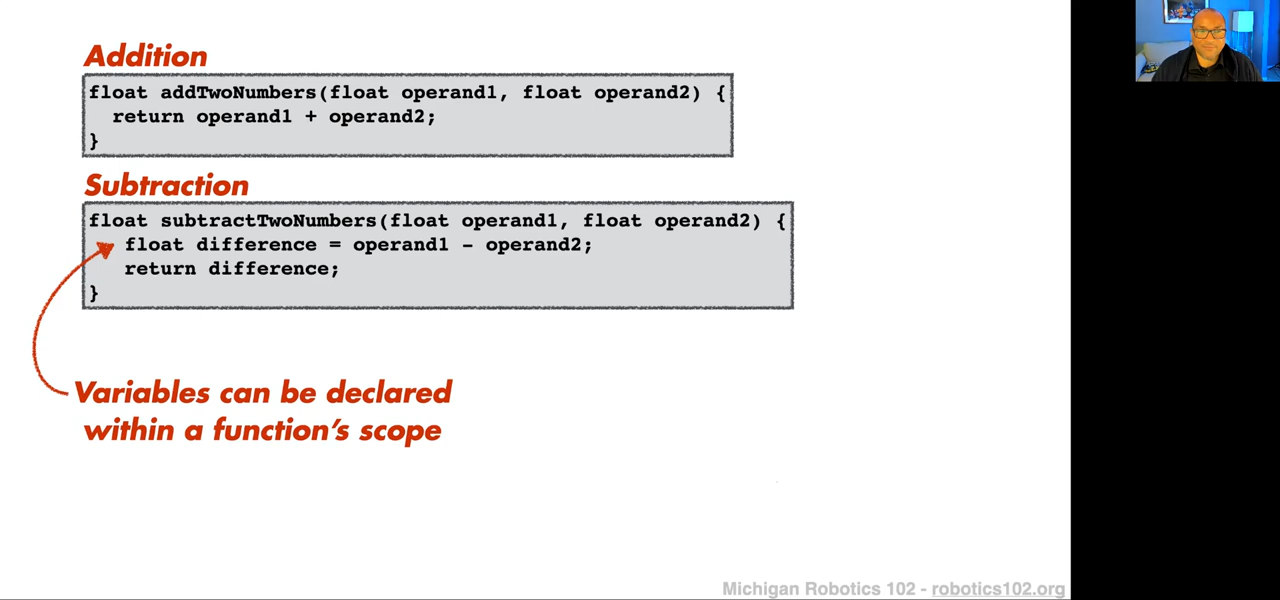 Addition
float addTwoNumbers(float operand1, float operand2) {
  return operand1 + operand2;
}
Subtraction
float subtractTwoNumbers(float operand1, float operand2) {
   float difference = operand1 - operand2;
   return difference;
}
Variables can be declared
within a function's scope
Michigan Robotics 102 - robotics102.org